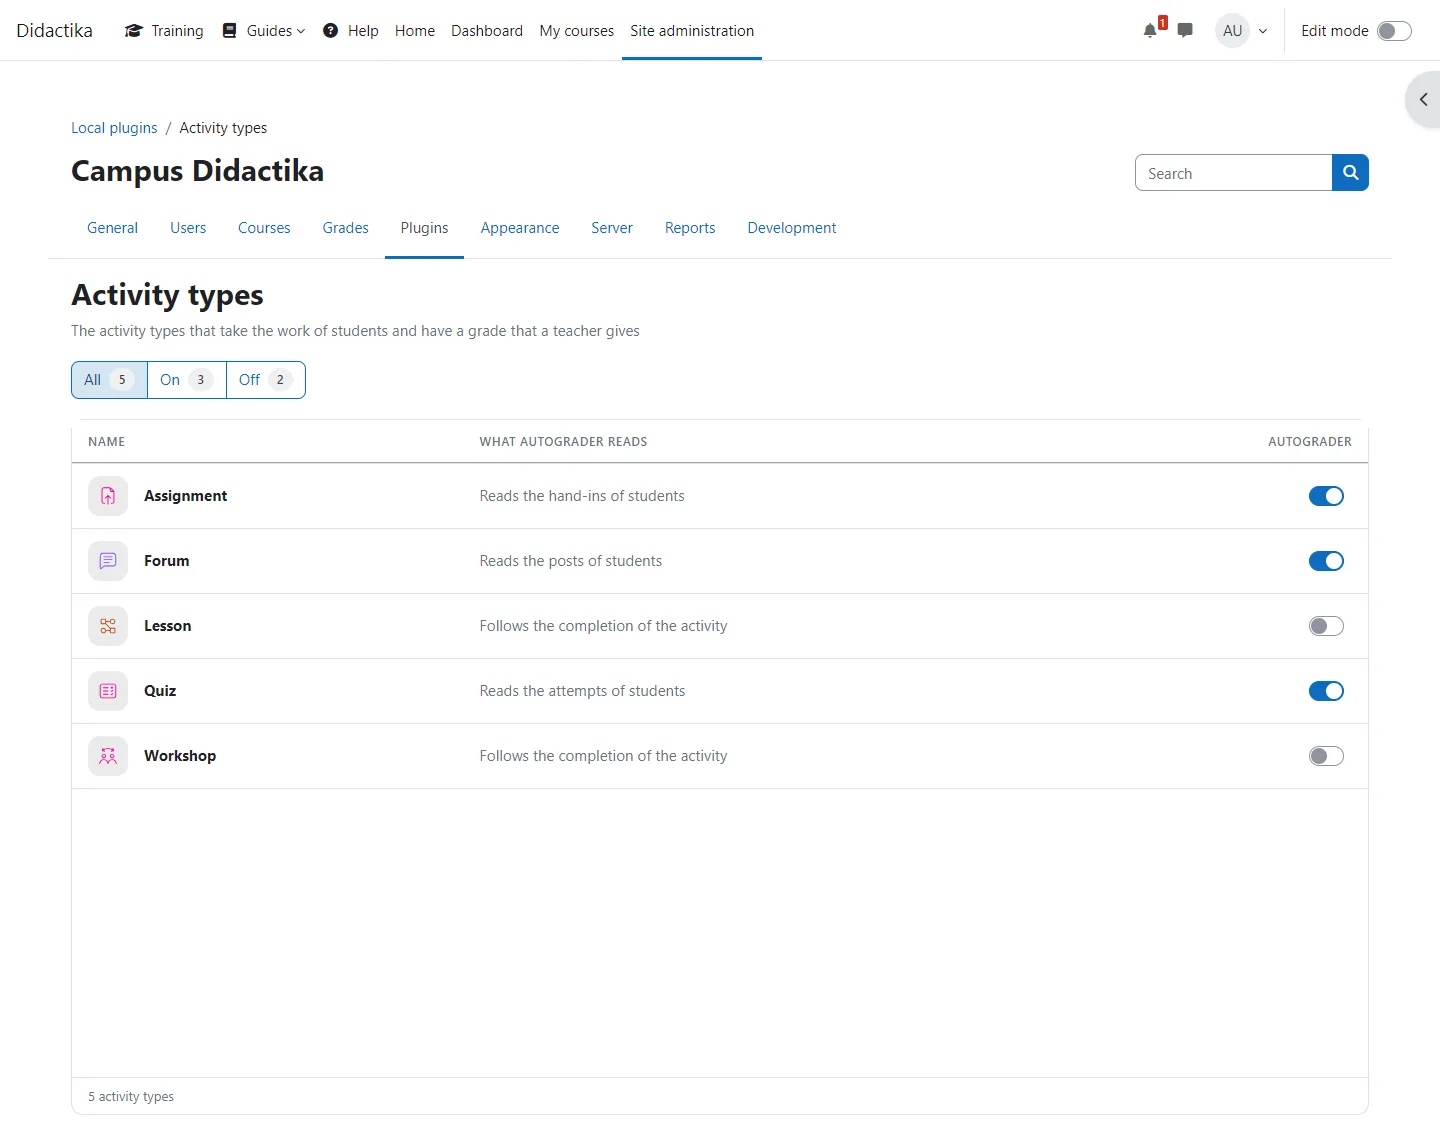 Didactika Training Guides Help Home Dashboard My courses Site administration 1 AU Edit mode
Local plugins / Activity types
Campus Didactika
Search
General Users Courses Grades Plugins Appearance Server Reports Development
Activity types
The activity types that take the work of students and have a grade that a teacher gives
All 5 On 3 Off 2
NAME WHAT AUTOGRADER READS AUTOGRADER
Assignment Reads the hand-ins of students
Forum Reads the posts of students
Lesson Follows the completion of the activity
Quiz Reads the attempts of students
Workshop Follows the completion of the activity
5 activity types